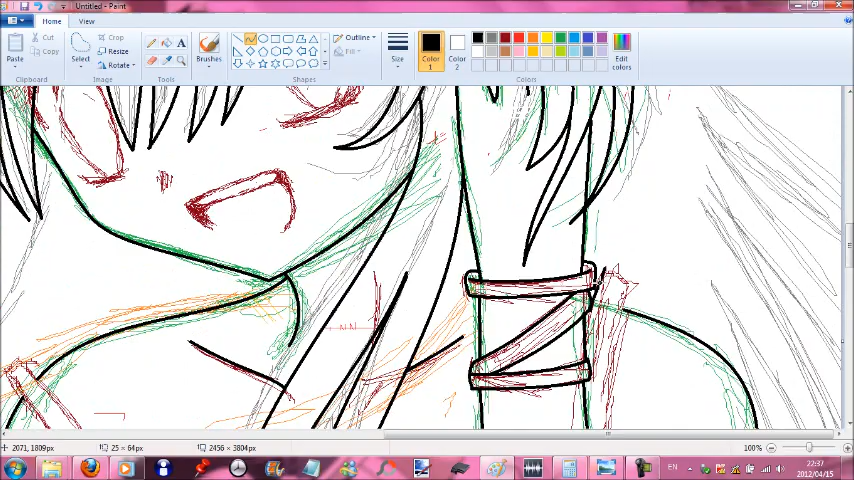 Untitled - Paint
Home View
Paste
Cut
Copy
Clipboard
Select
Crop
Resize
Rotate
Image
A
Tools
Brushes
Outline
Fill
Shapes
Size
Color 1
Color 2
Edit colors
Colors
2071, 1809px
25 × 64px
2456 × 3804px
100%
EN
22:37
2012/04/15